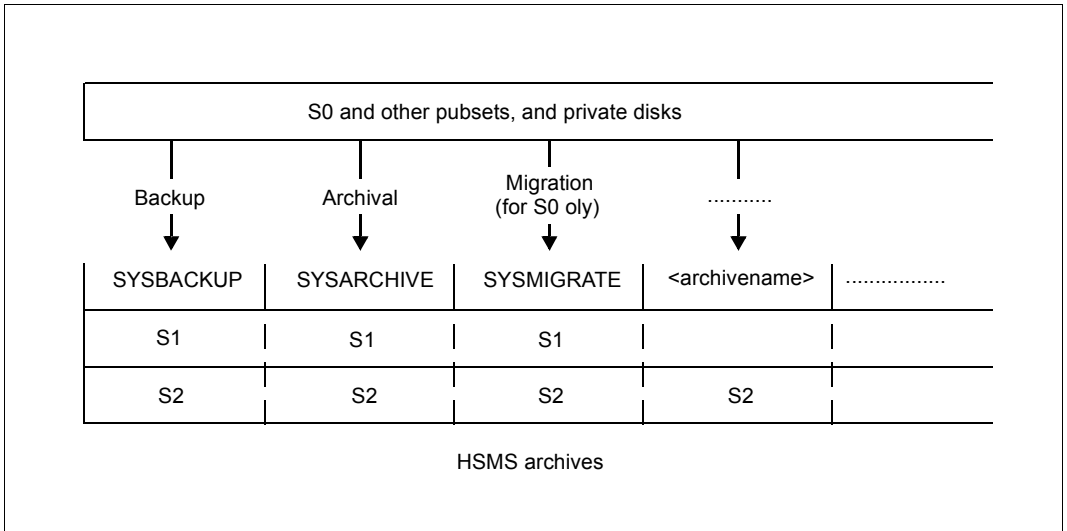 S0 and other pubsets, and private disks
Backup
Archival
Migration
(for S0 oly)
...........
SYSBACKUP
SYSARCHIVE
SYSMIGRATE
<archivename>
.................
S1
S1
S1
S2
S2
S2
S2
HSMS archives